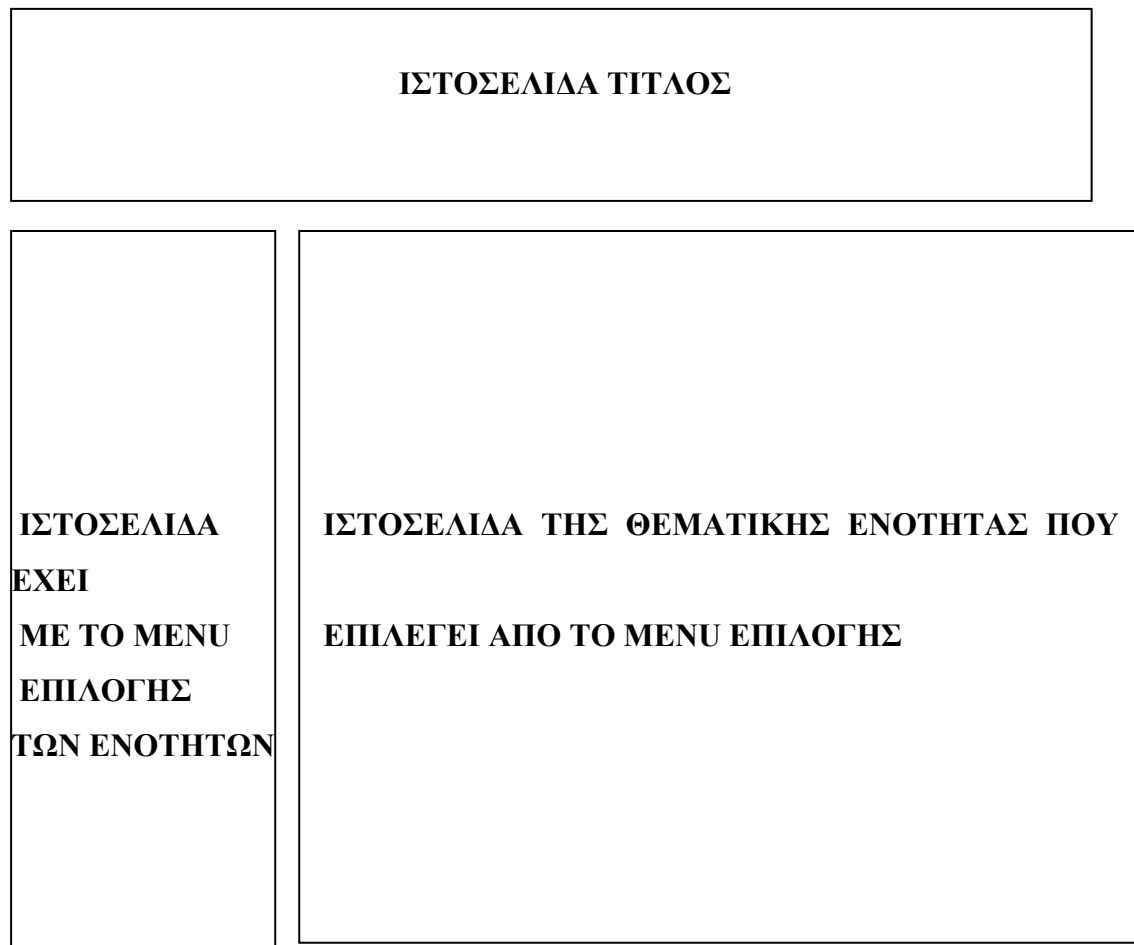 ΙΣΤΟΣΕΛΙΔΑ ΤΙΤΛΟΣ
ΙΣΤΟΣΕΛΙΔΑ
ΕΧΕΙ
ΜΕ ΤΟ MENU
ΕΠΙΛΟΓΗΣ
ΤΩΝ ΕΝΟΤΗΤΩΝ
ΙΣΤΟΣΕΛΙΔΑ ΤΗΣ ΘΕΜΑΤΙΚΗΣ ΕΝΟΤΗΤΑΣ ΠΟΥ
ΕΠΙΛΕΓΕΙ ΑΠΟ ΤΟ MENU ΕΠΙΛΟΓΗΣ